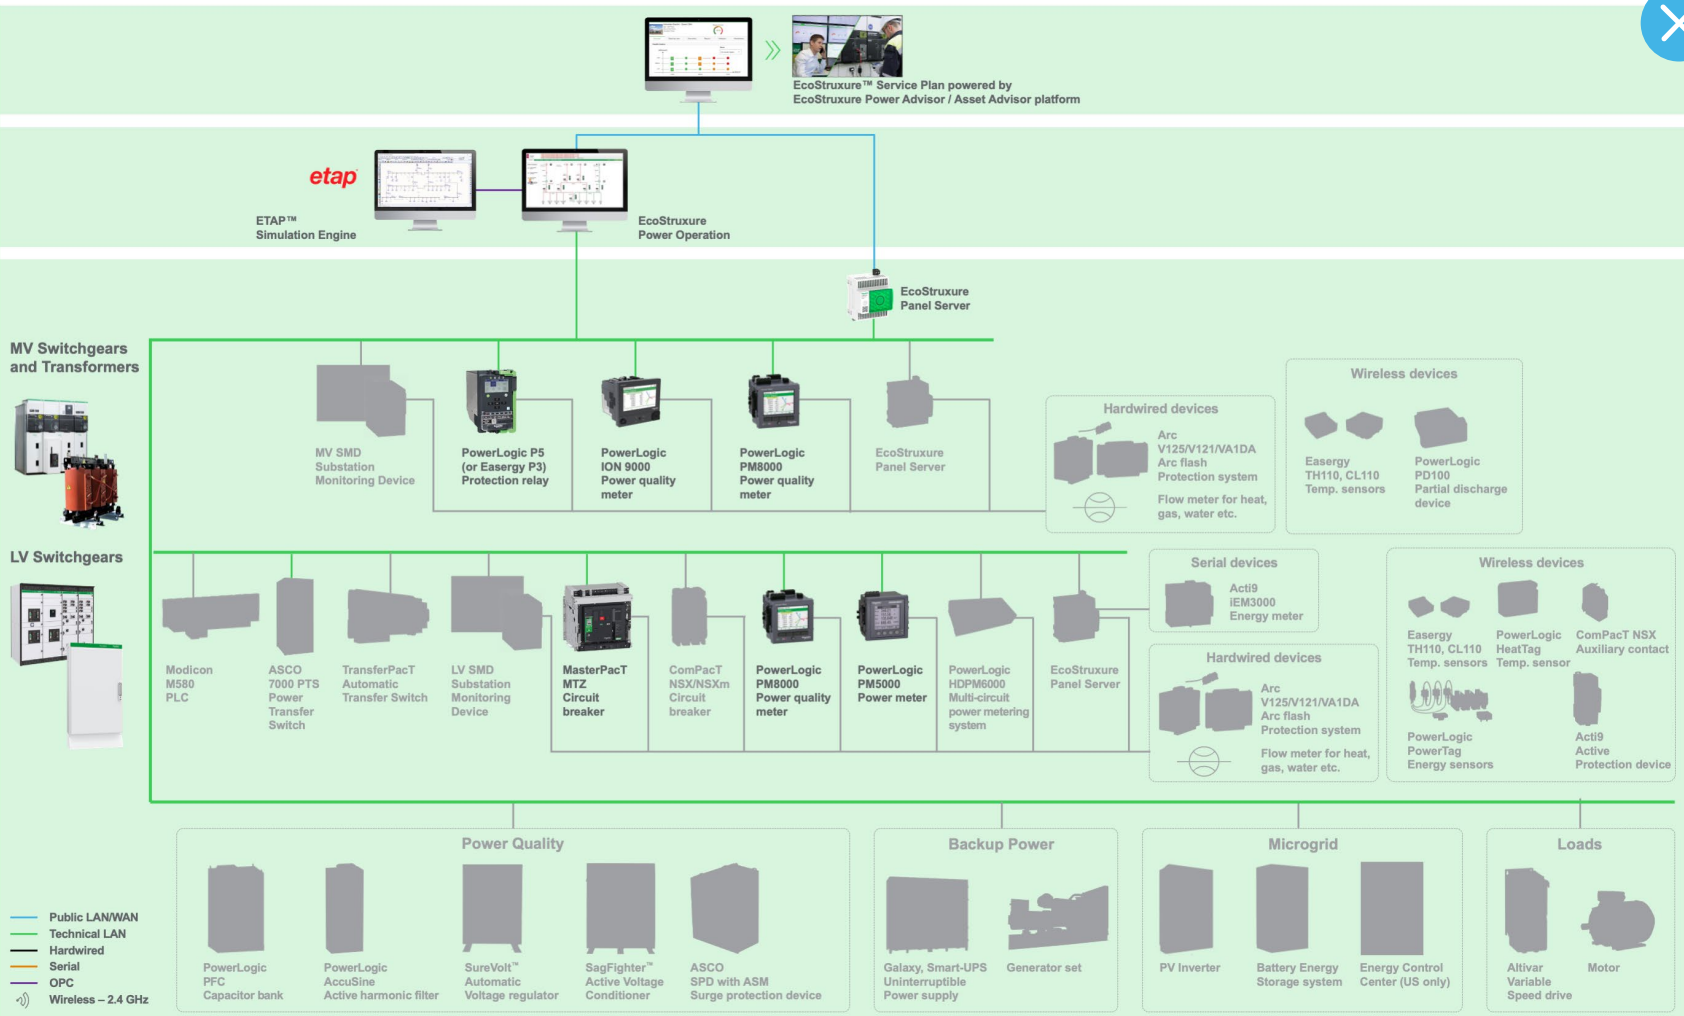 EcoStruxure™ Service Plan powered by
EcoStruxure Power Advisor / Asset Advisor platform
etap
ETAP™
Simulation Engine
EcoStruxure
Power Operation
EcoStruxure
Panel Server
MV Switchgears
and Transformers
MV SMD
Substation
Monitoring Device
PowerLogic P5
(or Easergy P3)
Protection relay
PowerLogic
ION 9000
Power quality
meter
PowerLogic
PM8000
Power quality
meter
EcoStruxure
Panel Server
Hardwired devices
Arc
V125/V121/VA1DA
Arc flash
Protection system
Flow meter for heat,
gas, water etc.
Wireless devices
Easergy
TH110, CL110
Temp. sensors
PowerLogic
PD100
Partial discharge
device
LV Switchgears
Modicon
M580
PLC
ASCO
7000 PTS
Power
Transfer
Switch
TransferPacT
Automatic
Transfer Switch
LV SMD
Substation
Monitoring
Device
MasterPacT
MTZ
Circuit
breaker
ComPacT
NSX/NSXm
Circuit
breaker
PowerLogic
PM8000
Power quality
meter
PowerLogic
PM5000
Power meter
PowerLogic
HDPM6000
Multi-circuit
power metering
system
EcoStruxure
Panel Server
Serial devices
Acti9
iEM3000
Energy meter
Hardwired devices
Arc
V125/V121/VA1DA
Arc flash
Protection system
Flow meter for heat,
gas, water etc.
Wireless devices
Easergy
TH110, CL110
Temp. sensors
PowerLogic
HeatTag
Temp. sensor
ComPacT NSX
Auxiliary contact
PowerLogic
PowerTag
Energy sensors
Acti9
Active
Protection device
Power Quality
PowerLogic
PFC
Capacitor bank
PowerLogic
AccuSine
Active harmonic filter
SureVolt™
Automatic
Voltage regulator
SagFighter™
Active Voltage
Conditioner
ASCO
SPD with ASM
Surge protection device
Backup Power
Galaxy, Smart-UPS
Uninterruptible
Power supply
Generator set
Microgrid
PV Inverter
Battery Energy
Storage system
Energy Control
Center (US only)
Loads
Altivar
Variable
Speed drive
Motor
Public LAN/WAN
Technical LAN
Hardwired
Serial
OPC
Wireless – 2.4 GHz